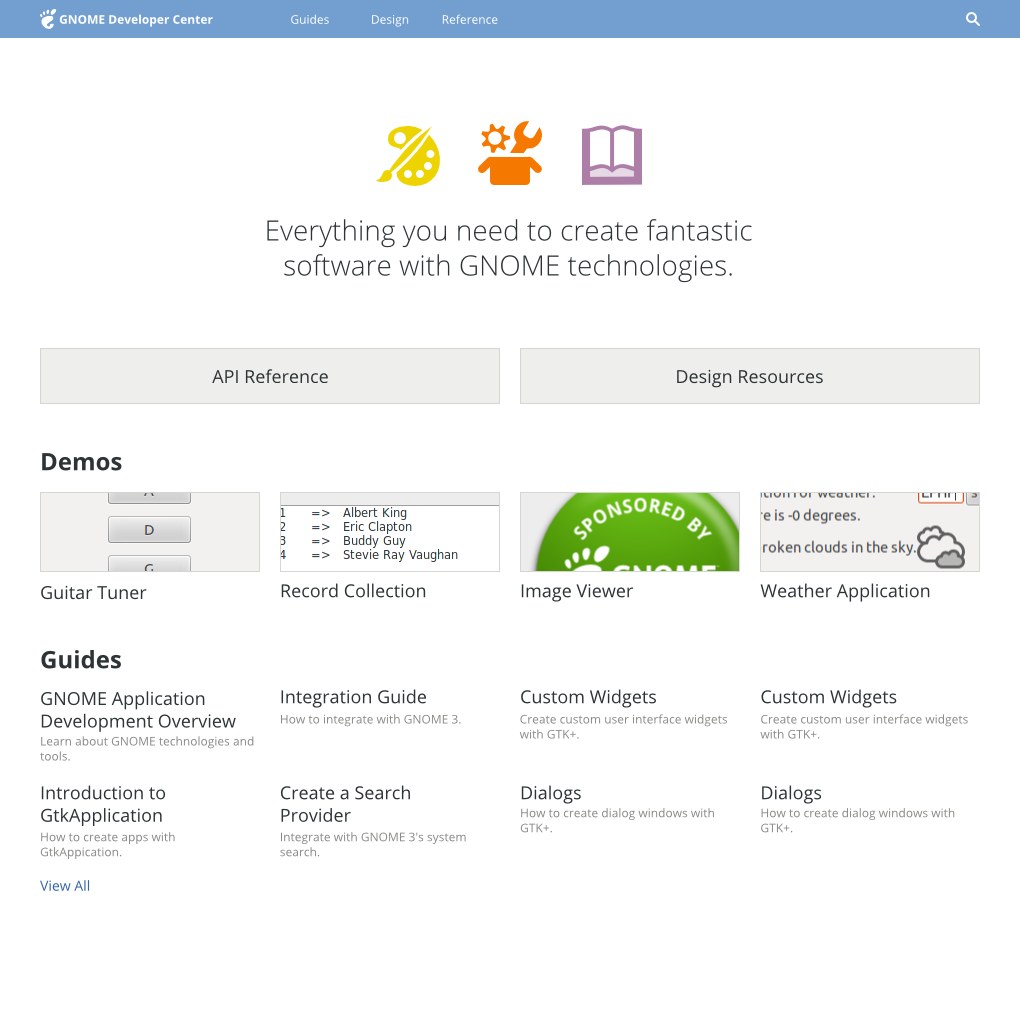 GNOME Developer Center
Guides
Design
Reference
Everything you need to create fantastic
software with GNOME technologies.
API Reference
Design Resources
Demos
A
D
G
1 => Albert King
2 => Eric Clapton
3 => Buddy Guy
4 => Stevie Ray Vaughan
SPONSORED BY
GNOME
weather:
re is -0 degrees.
roken clouds in the sky.
Guitar Tuner
Record Collection
Image Viewer
Weather Application
Guides
GNOME Application
Development Overview
Learn about GNOME technologies and
tools.
Integration Guide
How to integrate with GNOME 3.
Custom Widgets
Create custom user interface widgets
with GTK+.
Custom Widgets
Create custom user interface widgets
with GTK+.
Introduction to
GtkApplication
How to create apps with
GtkAppication.
Create a Search
Provider
Integrate with GNOME 3's system
search.
Dialogs
How to create dialog windows with
GTK+.
Dialogs
How to create dialog windows with
GTK+.
View All